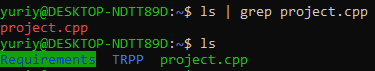 yuriy@DESKTOP-NDTT89D:~$ ls | grep project.cpp
project.cpp
yuriy@DESKTOP-NDTT89D:~$ ls
Requirements  TRPP  project.cpp